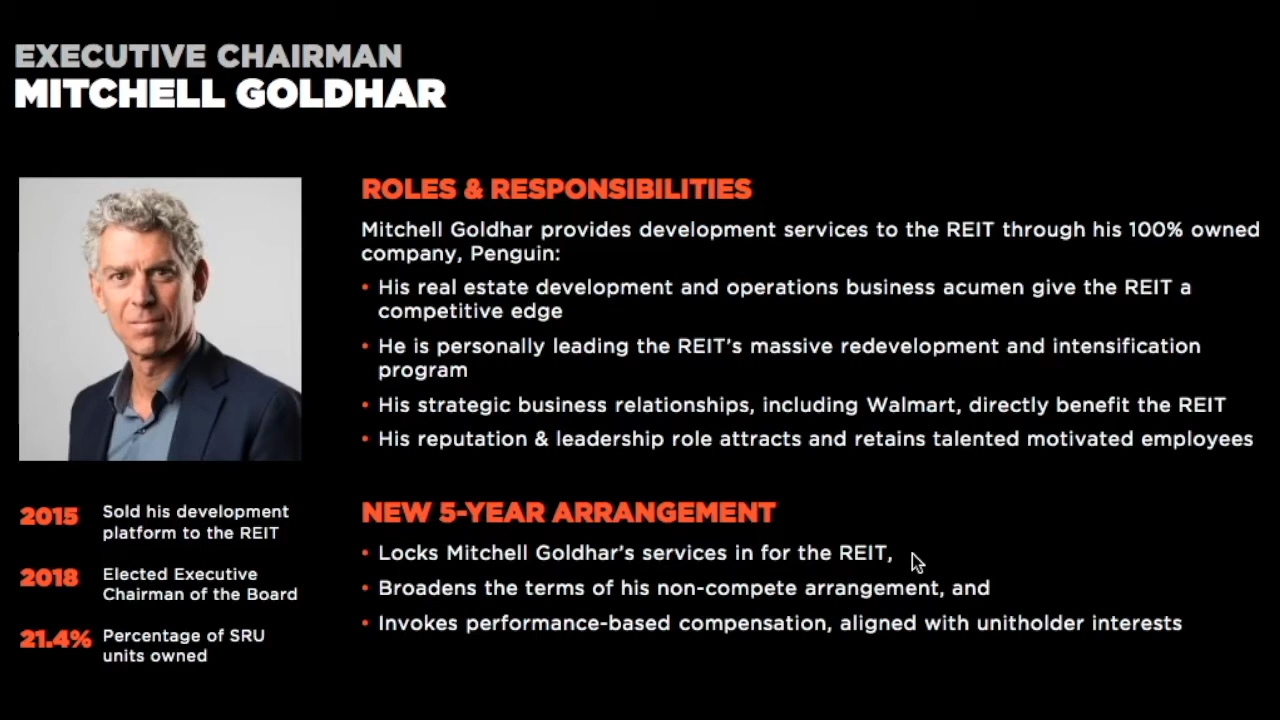 EXECUTIVE CHAIRMAN
MITCHELL GOLDHAR
ROLES & RESPONSIBILITIES
Mitchell Goldhar provides development services to the REIT through his 100% owned
company, Penguin:
• His real estate development and operations business acumen give the REIT a
competitive edge
• He is personally leading the REIT's massive redevelopment and intensification
program
• His strategic business relationships, including Walmart, directly benefit the REIT
• His reputation & leadership role attracts and retains talented motivated employees
2015 Sold his development
platform to the REIT
2018 Elected Executive
Chairman of the Board
21.4% Percentage of SRU
units owned
NEW 5-YEAR ARRANGEMENT
• Locks Mitchell Goldhar's services in for the REIT,
• Broadens the terms of his non-compete arrangement, and
• Invokes performance-based compensation, aligned with unitholder interests